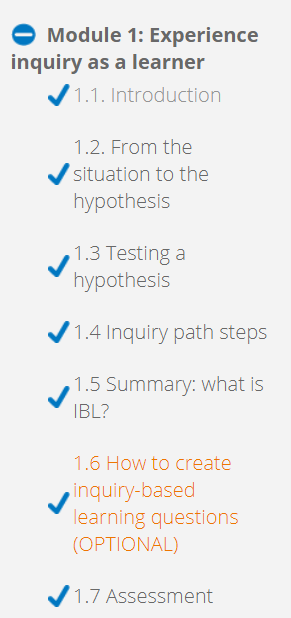 Module 1: Experience
inquiry as a learner
1.1. Introduction
1.2. From the
situation to the
hypothesis
1.3 Testing a
hypothesis
1.4 Inquiry path steps
1.5 Summary: what is
IBL?
1.6 How to create
inquiry-based
learning questions
(OPTIONAL)
1.7 Assessment